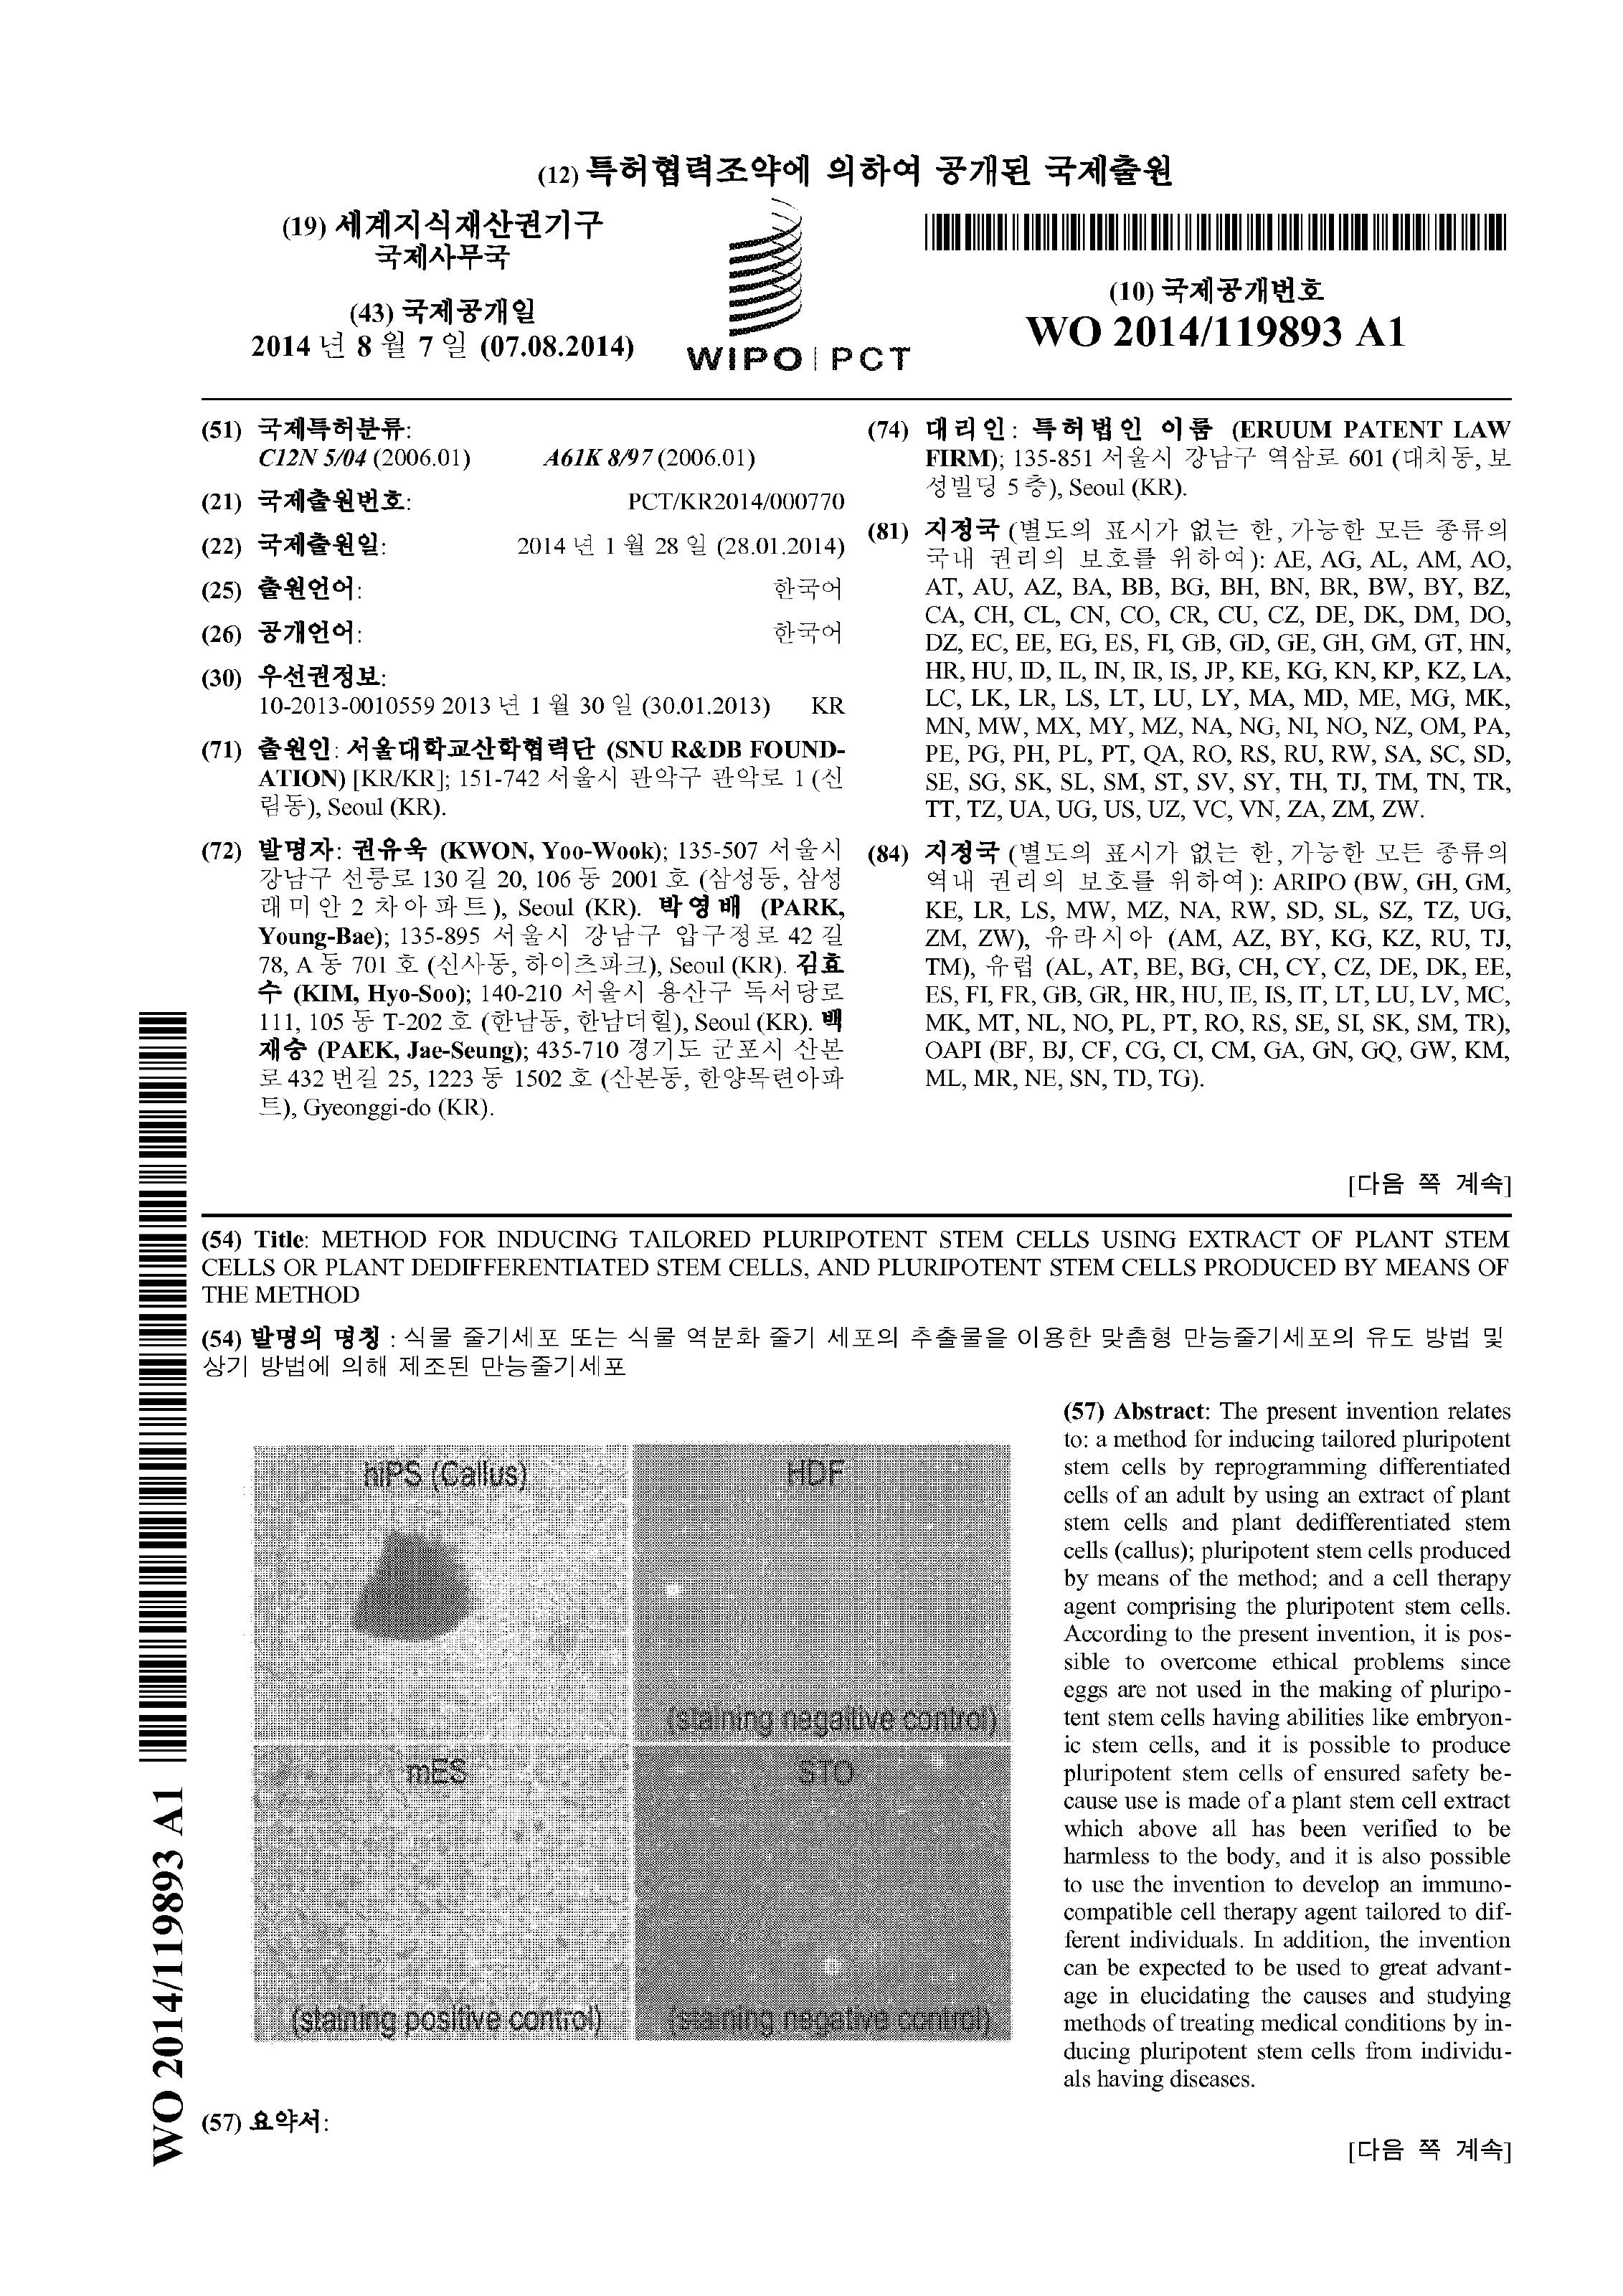 (12) 특허협력조약에 의하여 공개된 국제출원
(19) 세계지식재산권기구
국제사무국
(43) 국제공개일
2014 년 8 월 7 일 (07.08.2014)
WIPO | PCT
(10) 국제공개번호
WO 2014/119893 A1
(51) 국제특허분류:
C12N 5/04 (2006.01) A61K 8/97 (2006.01)
(21) 국제출원번호: PCT/KR2014/000770
(22) 국제출원일: 2014 년 1 월 28 일 (28.01.2014)
(25) 출원언어: 한국어
(26) 공개언어: 한국어
(30) 우선권정보:
10-2013-0010559 2013 년 1 월 30 일 (30.01.2013) KR
(71) 출원인: 서울대학교산학협력단 (SNU R&DB FOUND-
ATION) [KR/KR]; 151-742 서울시 관악구 관악로 1 (신
림동), Seoul (KR).
(72) 발명자: 권유욱 (KWON, Yoo-Wook); 135-507 서울시
강남구 선릉로 130 길 20, 106 동 2001 호 (삼성동, 삼성
래미안 2 차아파트), Seoul (KR). 박영배 (PARK,
Young-Bae); 135-895 서울시 강남구 압구정로 42 길
78, A 동 701 호 (신사동, 하이츠파크), Seoul (KR). 김효
수 (KIM, Hyo-Soo); 140-210 서울시 용산구 독서당로
111, 105 동 T-202 호 (한남동, 한남더힐), Seoul (KR). 백
재승 (PAEK, Jae-Seung); 435-710 경기도 군포시 산본
로 432 번길 25, 1223 동 1502 호 (산본동, 한양목련아파
트), Gyeonggi-do (KR).
(74) 대리인: 특허법인 이룸 (ERUUM PATENT LAW
FIRM); 135-851 서울시 강남구 역삼로 601 (대치동, 보
성빌딩 5 층), Seoul (KR).
(81) 지정국 (별도의 표시가 없는 한, 가능한 모든 종류의
국내 권리의 보호를 위하여): AE, AG, AL, AM, AO,
AT, AU, AZ, BA, BB, BG, BH, BN, BR, BW, BY, BZ,
CA, CH, CL, CN, CO, CR, CU, CZ, DE, DK, DM, DO,
DZ, EC, EE, EG, ES, FI, GB, GD, GE, GH, GM, GT, HN,
HR, HU, ID, IL, IN, IR, IS, JP, KE, KG, KN, KP, KZ, LA,
LC, LK, LR, LS, LT, LU, LY, MA, MD, ME, MG, MK,
MN, MW, MX, MY, MZ, NA, NG, NI, NO, NZ, OM, PA,
PE, PG, PH, PL, PT, QA, RO, RS, RU, RW, SA, SC, SD,
SE, SG, SK, SL, SM, ST, SV, SY, TH, TJ, TM, TN, TR,
TT, TZ, UA, UG, US, UZ, VC, VN, ZA, ZM, ZW.
(84) 지정국 (별도의 표시가 없는 한, 가능한 모든 종류의
역내 권리의 보호를 위하여): ARIPO (BW, GH, GM,
KE, LR, LS, MW, MZ, NA, RW, SD, SL, SZ, TZ, UG,
ZM, ZW), 유라시아 (AM, AZ, BY, KG, KZ, RU, TJ,
TM), 유럽 (AL, AT, BE, BG, CH, CY, CZ, DE, DK, EE,
ES, FI, FR, GB, GR, HR, HU, IE, IS, IT, LT, LU, LV, MC,
MK, MT, NL, NO, PL, PT, RO, RS, SE, SI, SK, SM, TR),
OAPI (BF, BJ, CF, CG, CI, CM, GA, GN, GQ, GW, KM,
ML, MR, NE, SN, TD, TG).
[다음 쪽 계속]
(54) Title: METHOD FOR INDUCING TAILORED PLURIPOTENT STEM CELLS USING EXTRACT OF PLANT STEM
CELLS OR PLANT DEDIFFERENTIATED STEM CELLS, AND PLURIPOTENT STEM CELLS PRODUCED BY MEANS OF
THE METHOD
(54) 발명의 명칭 : 식물 줄기세포 또는 식물 역분화 줄기 세포의 추출물을 이용한 맞춤형 만능줄기세포의 유도 방법 및
상기 방법에 의해 제조된 만능줄기세포
hiPS (Callus)
HDF
(staining negaitive control)
mES
STO
(staining positive control)
(staining negative control)
(57) Abstract: The present invention relates
to: a method for inducing tailored pluripotent
stem cells by reprogramming differentiated
cells of an adult by using an extract of plant
stem cells and plant dedifferentiated stem
cells (callus); pluripotent stem cells produced
by means of the method; and a cell therapy
agent comprising the pluripotent stem cells.
According to the present invention, it is pos-
sible to overcome ethical problems since
eggs are not used in the making of pluripo-
tent stem cells having abilities like embryon-
ic stem cells, and it is possible to produce
pluripotent stem cells of ensured safety be-
cause use is made of a plant stem cell extract
which above all has been verified to be
harmless to the body, and it is also possible
to use the invention to develop an immuno-
compatible cell therapy agent tailored to dif-
ferent individuals. In addition, the invention
can be expected to be used to great advant-
age in elucidating the causes and studying
methods of treating medical conditions by in-
ducing pluripotent stem cells from individu-
als having diseases.
(57) 요약서:
[다음 쪽 계속]
WO 2014/119893 A1